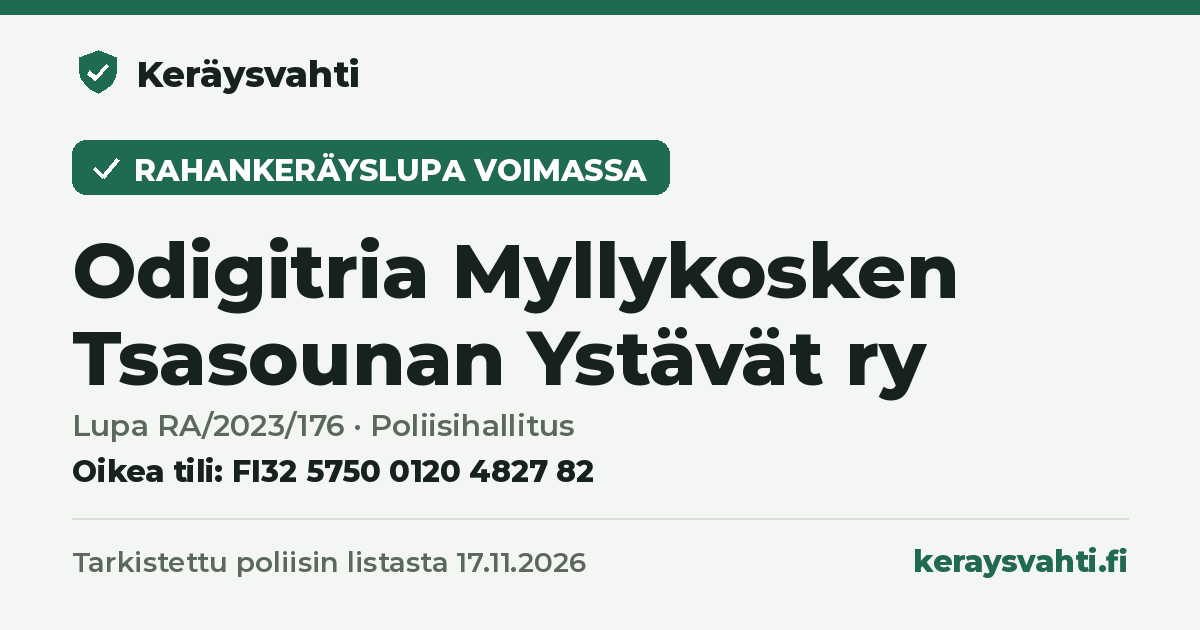 Keräysvahti
RAHANKERÄYSLUPA VOIMASSA
Odigitria Myllykosken
Tsasounan Ystävät ry
Lupa RA/2023/176 · Poliisihallitus
Oikea tili: FI32 5750 0120 4827 82
Tarkistettu poliisin listasta 17.11.2026
keraysvahti.fi